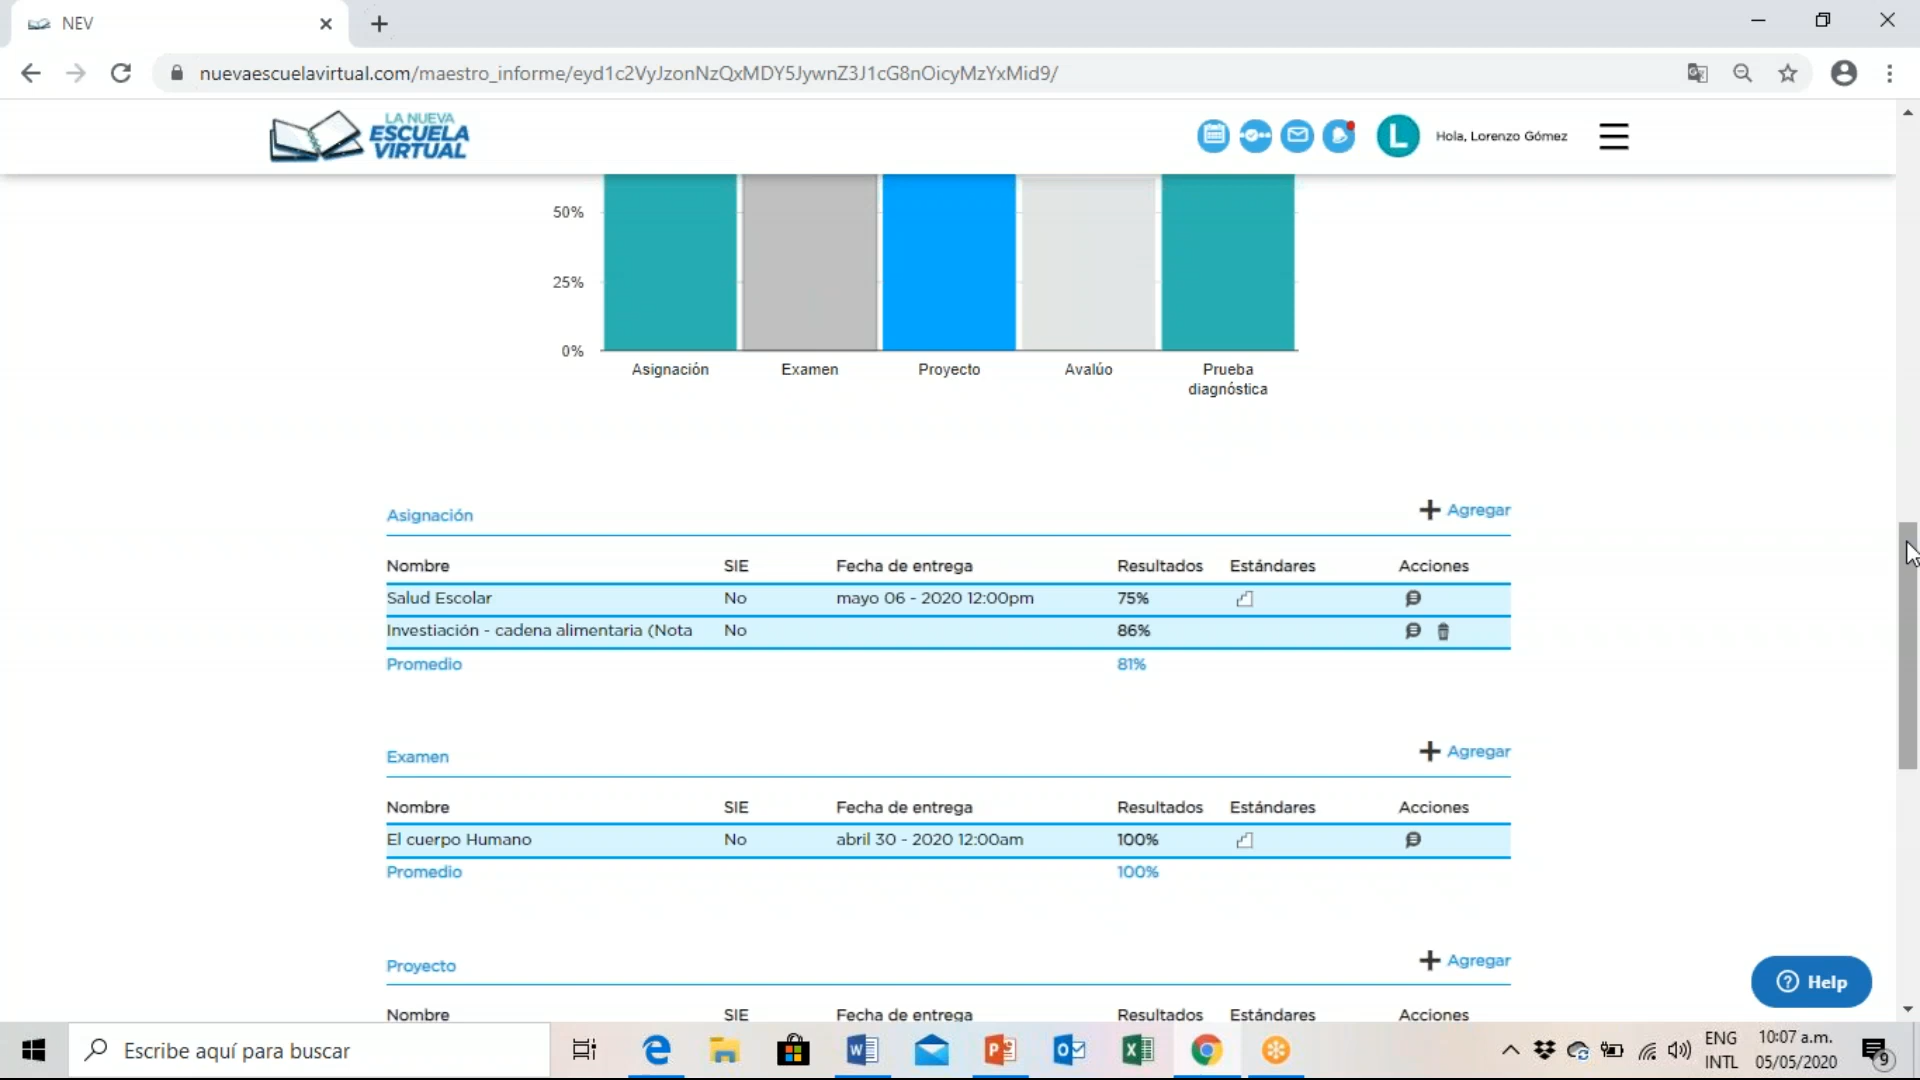 NEV
nuevaescuelavirtual.com/maestro_informe/eyd1c2VyJzonNzQxMDY5JywnZ3J1cG8nOicyMzYxMid9/
LA NUEVA
ESCUELA
VIRTUAL
L
Hola, Lorenzo Gómez
50%
25%
0%
Asignación Examen Proyecto Avalúo Prueba
diagnóstica
Asignación Agregar
Nombre SIE Fecha de entrega Resultados Estándares Acciones
Salud Escolar No mayo 06 - 2020 12:00pm 75%
Investiación - cadena alimentaria (Nota No 86%
Promedio 81%
Examen Agregar
Nombre SIE Fecha de entrega Resultados Estándares Acciones
El cuerpo Humano No abril 30 - 2020 12:00am 100%
Promedio 100%
Proyecto Agregar
Help
Nombre SIE Fecha de entrega Resultados Estándares Acciones
Escribe aquí para buscar
ENG 10:07 a.m.
INTL 05/05/2020
9